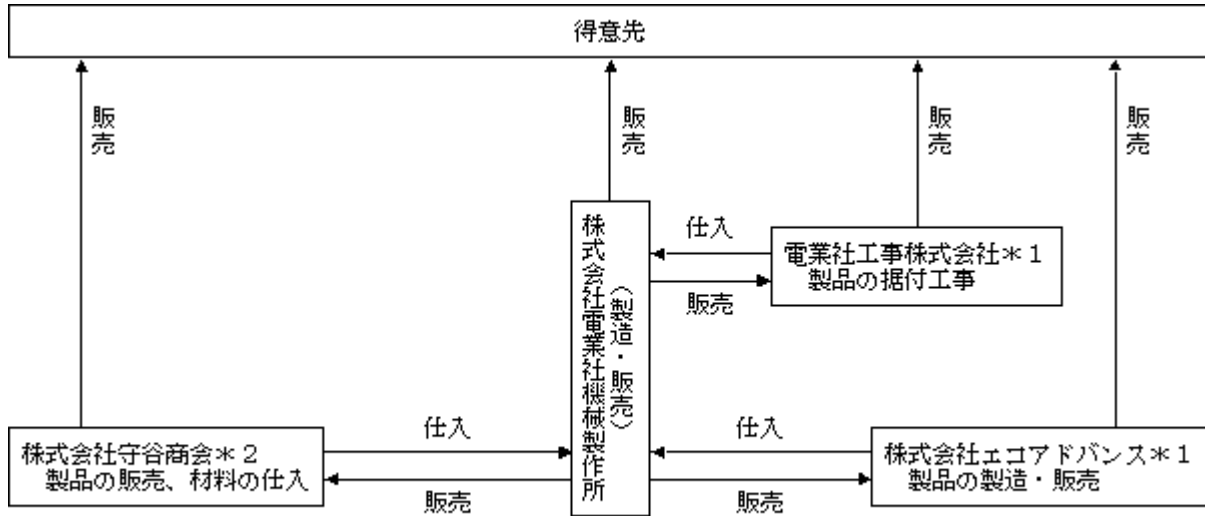 得意先
販売
販売
販売
販売
株式会社電業社機械製作所
（製造・販売）
仕入
販売
電業社工事株式会社＊１
製品の据付工事
株式会社守谷商会＊２
製品の販売、材料の仕入
仕入
販売
仕入
販売
株式会社エコアドバンス＊１
製品の製造・販売